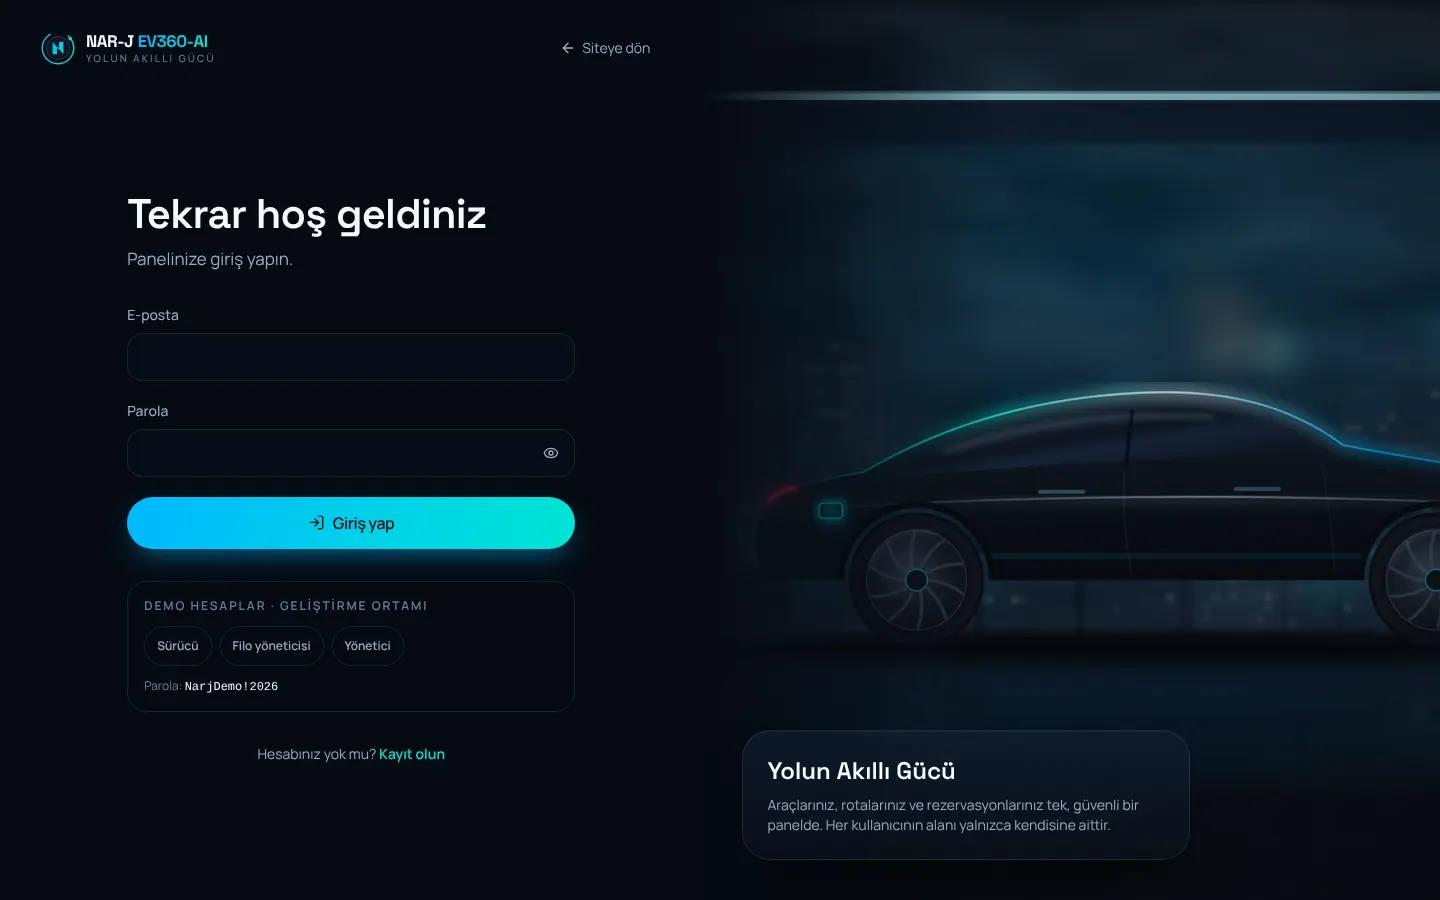 NAR-J EV360-AI
YOLUN AKILLI GÜCÜ
Siteye dön
Tekrar hoş geldiniz
Panelinize giriş yapın.
E-posta
Parola
Giriş yap
DEMO HESAPLAR · GELİŞTİRME ORTAMI
Sürücü
Filo yöneticisi
Yönetici
Parola: NarjDemo!2026
Hesabınız yok mu? Kayıt olun
Yolun Akıllı Gücü
Araçlarınız, rotalarınız ve rezervasyonlarınız tek, güvenli bir
panelde. Her kullanıcının alanı yalnızca kendisine aittir.